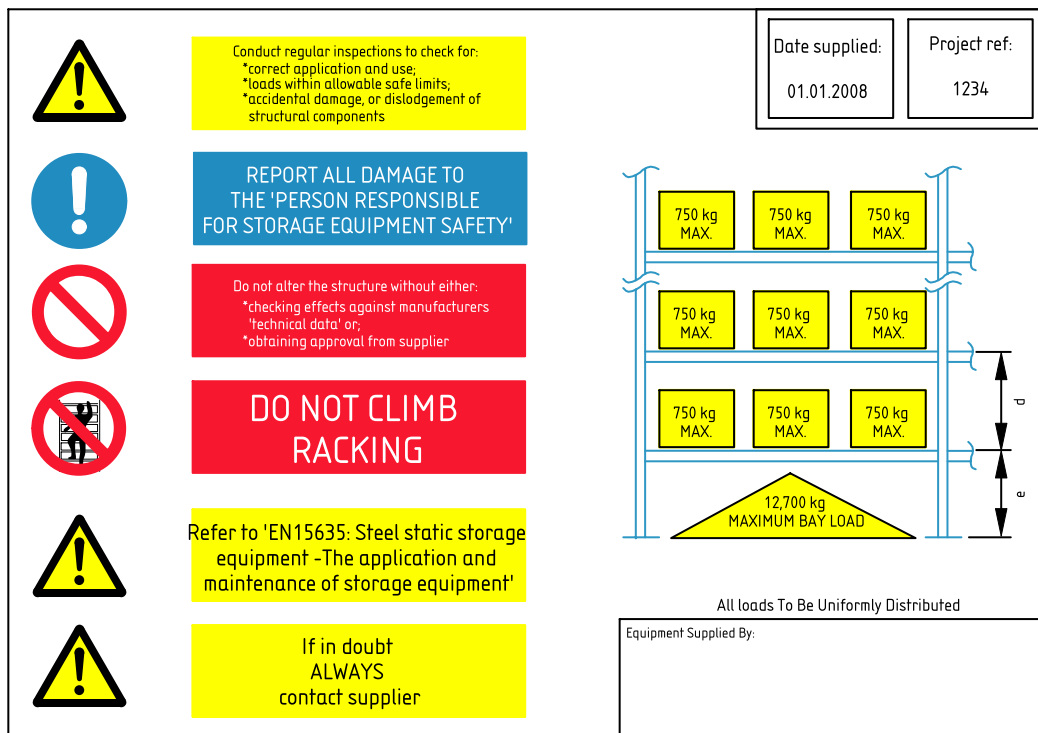 Conduct regular inspections to check for:
*correct application and use;
*loads within allowable safe limits;
*accidental damage, or dislodgement of
structural components
REPORT ALL DAMAGE TO
THE 'PERSON RESPONSIBLE
FOR STORAGE EQUIPMENT SAFETY'
Do not alter the structure without either:
*checking effects against manufacturers
'technical data' or;
*obtaining approval from supplier
DO NOT CLIMB
RACKING
Refer to 'EN15635: Steel static storage
equipment -The application and
maintenance of storage equipment'
If in doubt
ALWAYS
contact supplier
Date supplied:
01.01.2008
Project ref:
1234
750 kg
MAX.
750 kg
MAX.
750 kg
MAX.
750 kg
MAX.
750 kg
MAX.
750 kg
MAX.
750 kg
MAX.
750 kg
MAX.
750 kg
MAX.
d
e
12,700 kg
MAXIMUM BAY LOAD
All loads To Be Uniformly Distributed
Equipment Supplied By: